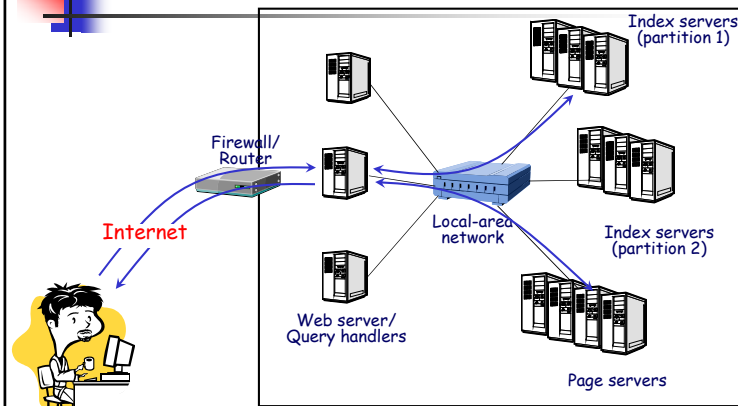 Index servers
(partition 1)
Firewall/
Router
Internet
Local-area
network
Index servers
(partition 2)
Web server/
Query handlers
Page servers